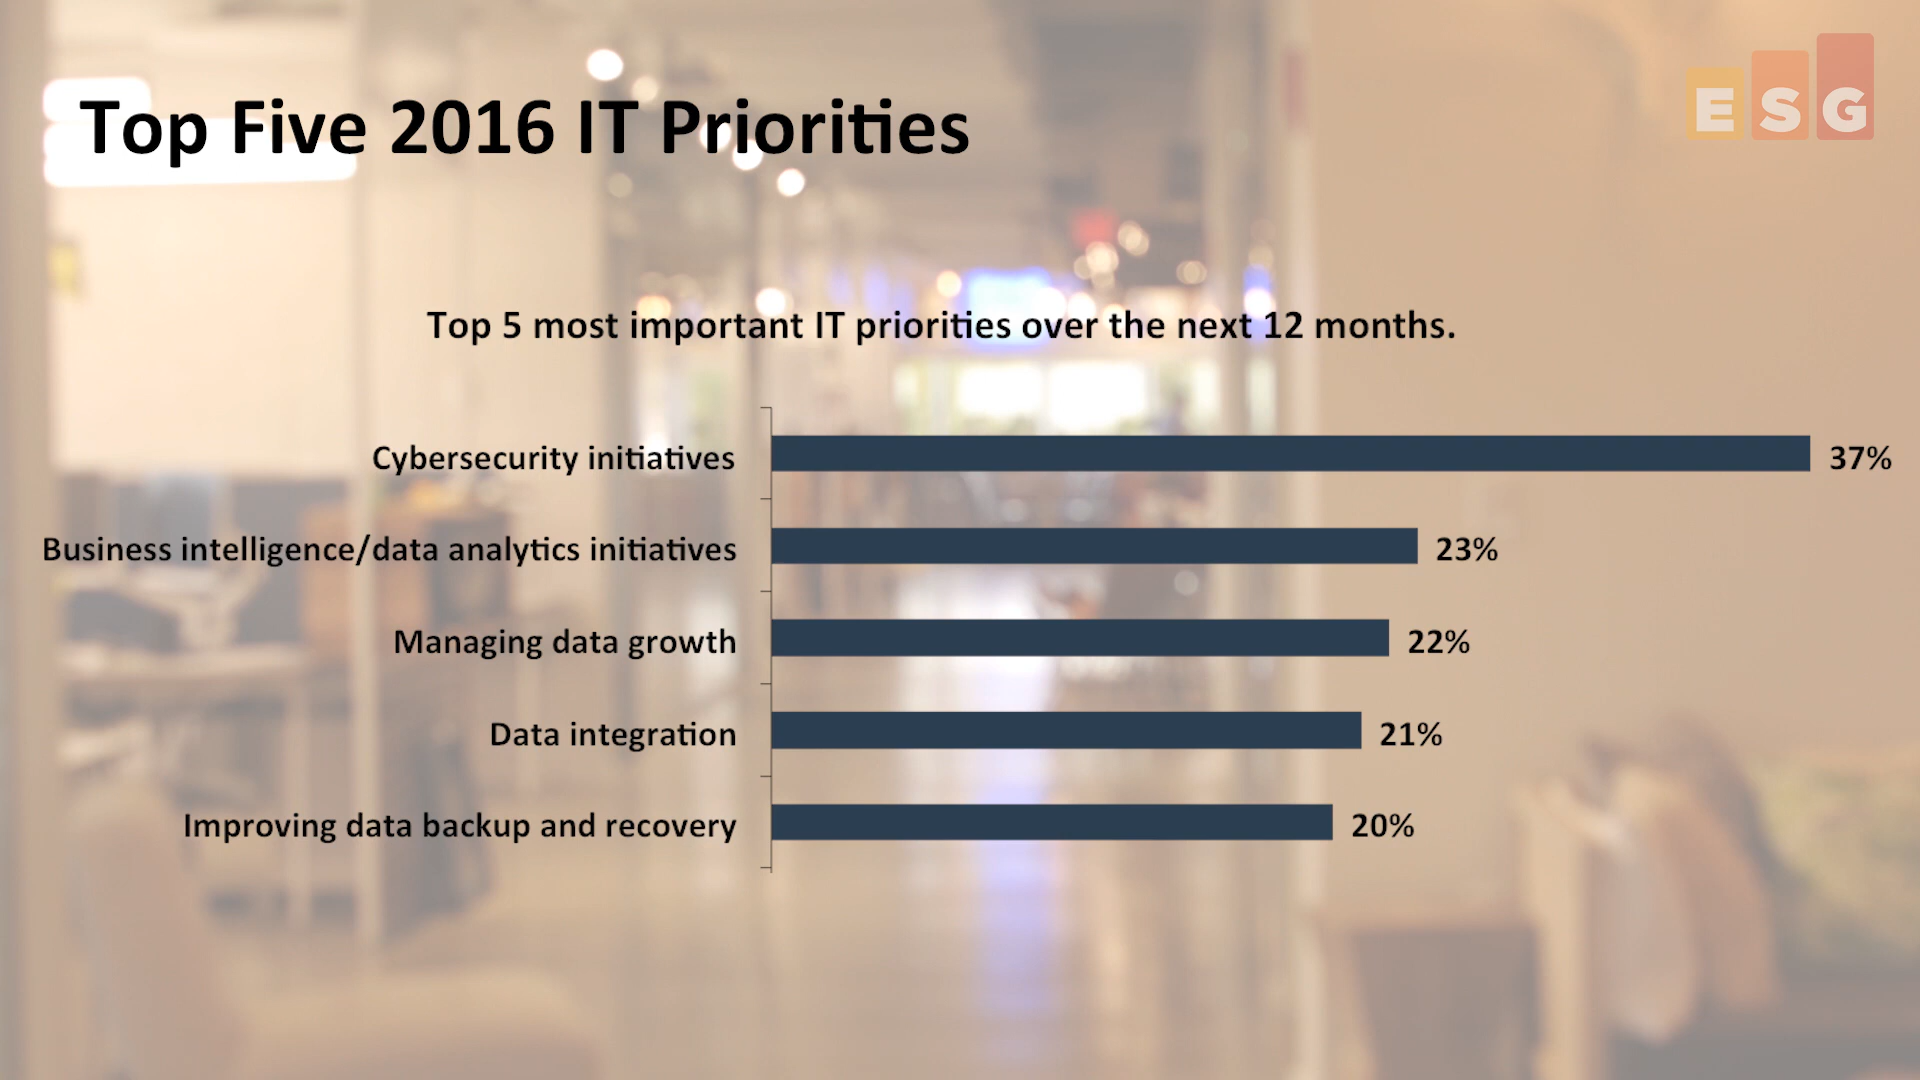 ESG
Top Five 2016 IT Priorities
Top 5 most important IT priorities over the next 12 months.
Cybersecurity initiatives 37%
Business intelligence/data analytics initiatives 23%
Managing data growth 22%
Data integration 21%
Improving data backup and recovery 20%